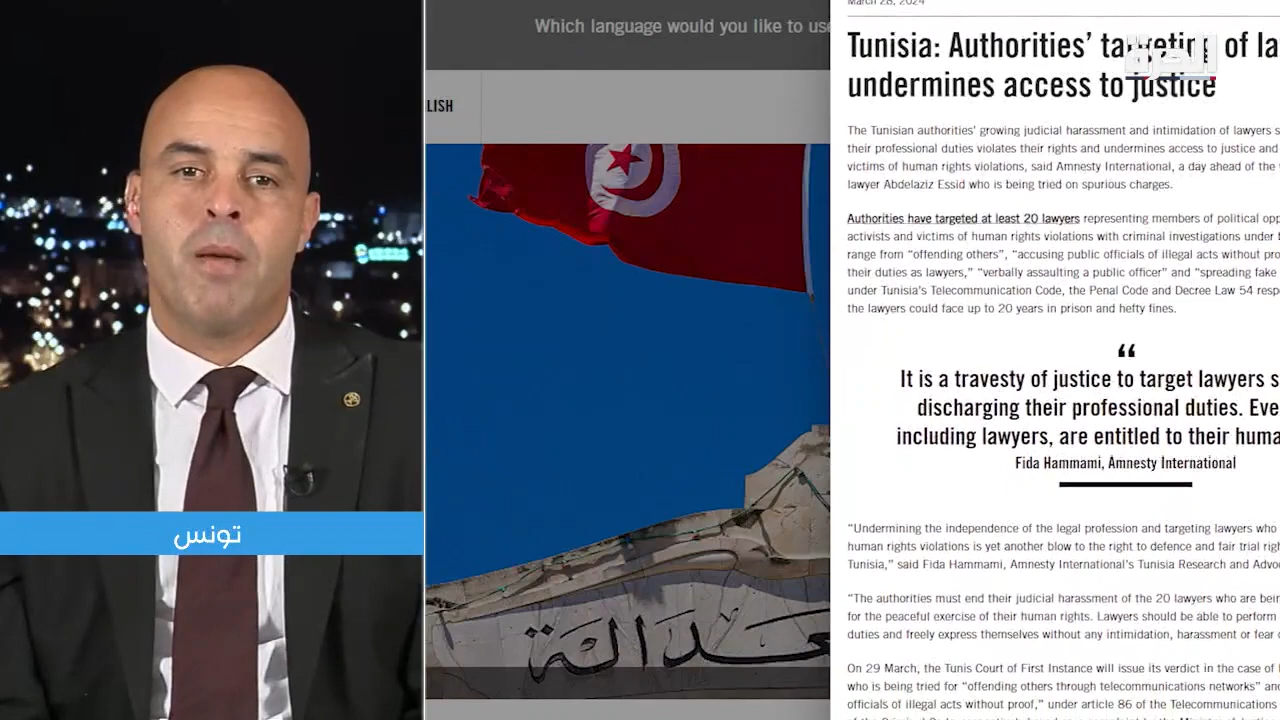 تونس
Which language would you like to use
LISH
عدالة
الحرة
March 28, 2024
Tunisia: Authorities' targeting of la
undermines access to justice
The Tunisian authorities' growing judicial harassment and intimidation of lawyers s
their professional duties violates their rights and undermines access to justice and
victims of human rights violations, said Amnesty International, a day ahead of the
lawyer Abdelaziz Essid who is being tried on spurious charges.
Authorities have targeted at least 20 lawyers representing members of political opp
activists and victims of human rights violations with criminal investigations under
range from “offending others”, “accusing public officials of illegal acts without pro
their duties as lawyers,” “verbally assaulting a public officer” and “spreading fake
under Tunisia's Telecommunication Code, the Penal Code and Decree Law 54 resp
the lawyers could face up to 20 years in prison and hefty fines.
“
It is a travesty of justice to target lawyers s
discharging their professional duties. Eve
including lawyers, are entitled to their huma
Fida Hammami, Amnesty International
“Undermining the independence of the legal profession and targeting lawyers who
human rights violations is yet another blow to the right to defence and fair trial righ
Tunisia,” said Fida Hammami, Amnesty International's Tunisia Research and Advo
“The authorities must end their judicial harassment of the 20 lawyers who are bein
for the peaceful exercise of their human rights. Lawyers should be able to perform
duties and freely express themselves without any intimidation, harassment or fear o
On 29 March, the Tunis Court of First Instance will issue its verdict in the case of
who is being tried for “offending others through telecommunications networks” and
officials of illegal acts without proof,” under article 86 of the Telecommunications